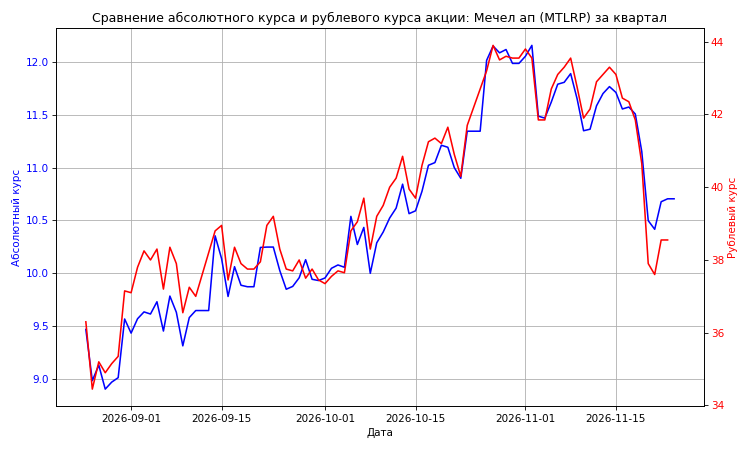 Сравнение абсолютного курса и рублевого курса акции: Мечел ап (MTLRP) за квартал
Абсолютный курс
12.0
11.5
11.0
10.5
10.0
9.5
9.0
44
42
40
38
36
34
Рублевый курс
2026-09-01 2026-09-15 2026-10-01 2026-10-15 2026-11-01 2026-11-15
Дата